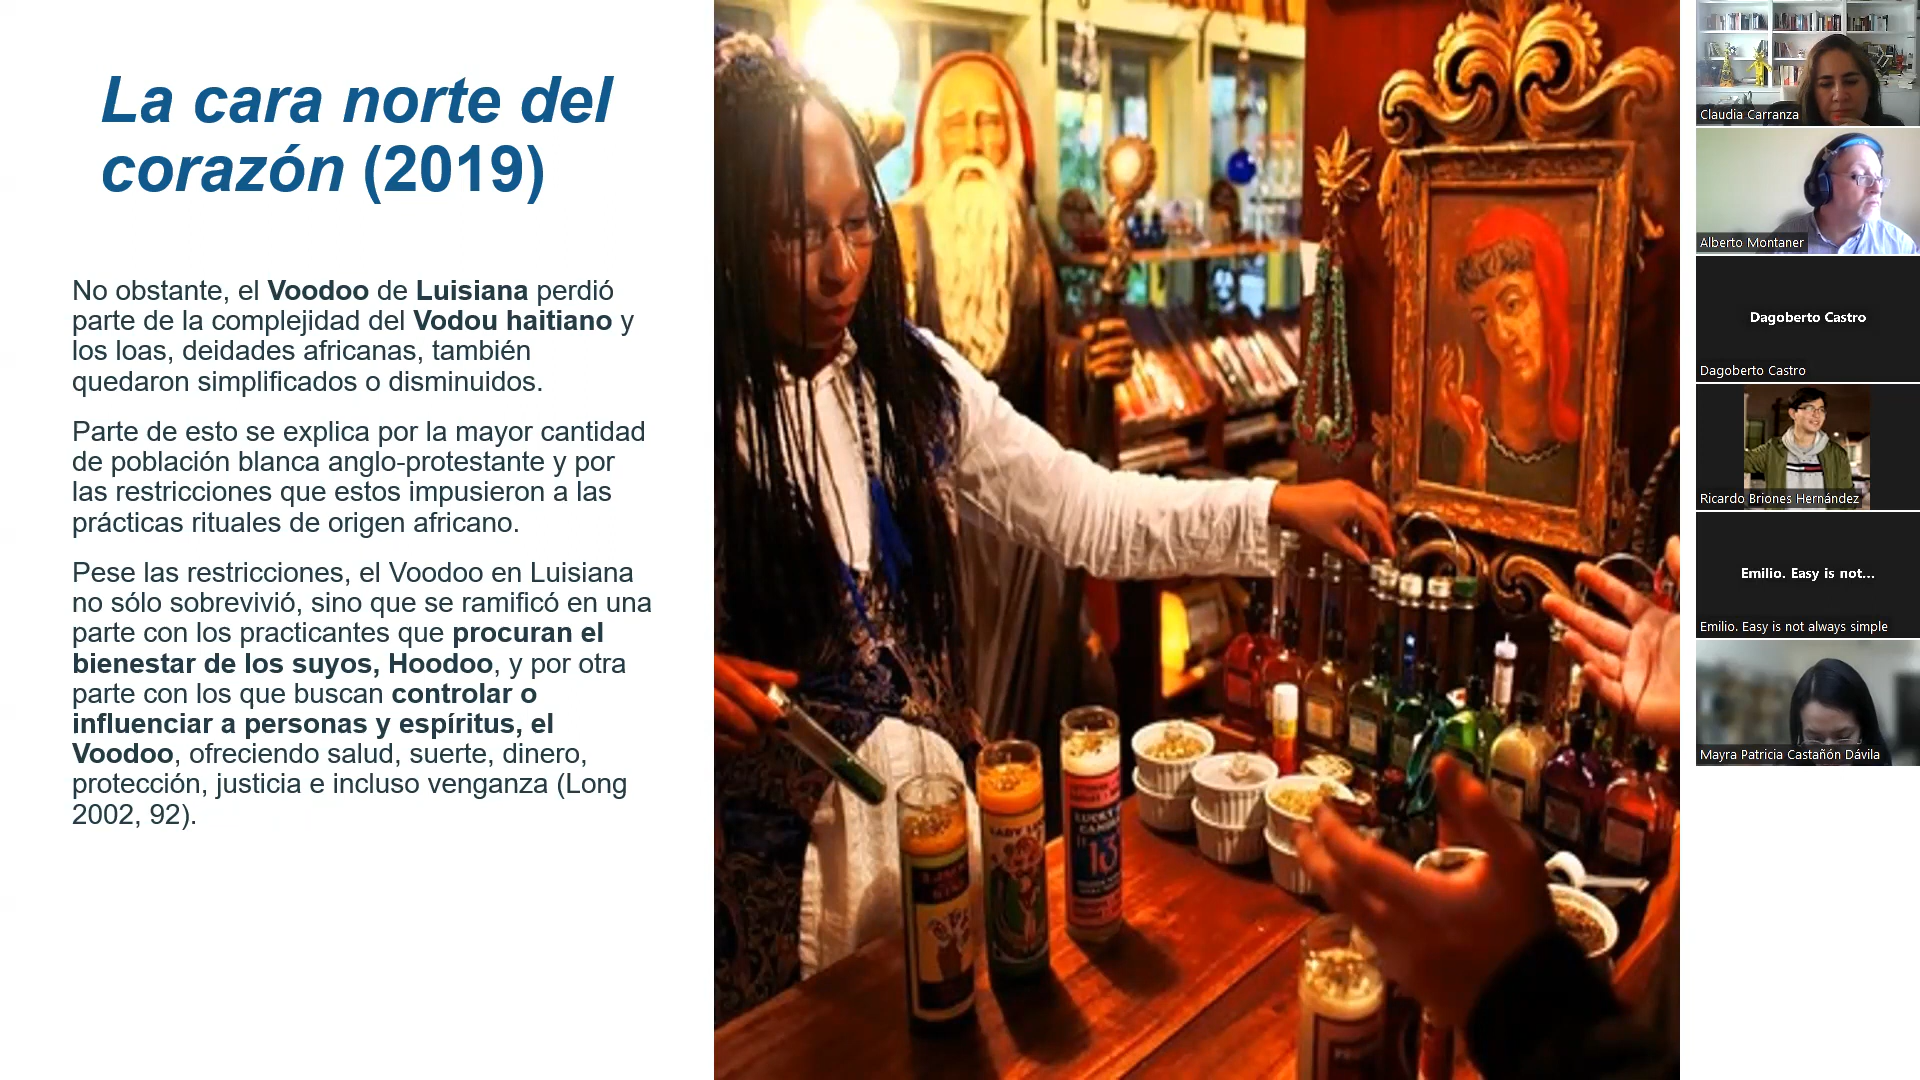 La cara norte del
corazón (2019)
No obstante, el Voodoo de Luisiana perdió
parte de la complejidad del Vodou haitiano y
los loas, deidades africanas, también
quedaron simplificados o disminuidos.
Parte de esto se explica por la mayor cantidad
de población blanca anglo-protestante y por
las restricciones que estos impusieron a las
prácticas rituales de origen africano.
Pese las restricciones, el Voodoo en Luisiana
no sólo sobrevivió, sino que se ramificó en una
parte con los practicantes que procuran el
bienestar de los suyos, Hoodoo, y por otra
parte con los que buscan controlar o
influenciar a personas y espíritus, el
Voodoo, ofreciendo salud, suerte, dinero,
protección, justicia e incluso venganza (Long
2002, 92).
LUCKY
13
Claudia Carranza
Alberto Montaner
Dagoberto Castro
Dagoberto Castro
Ricardo Briones Hernández
Emilio. Easy is not...
Emilio. Easy is not always simple
Mayra Patricia Castañón Dávila